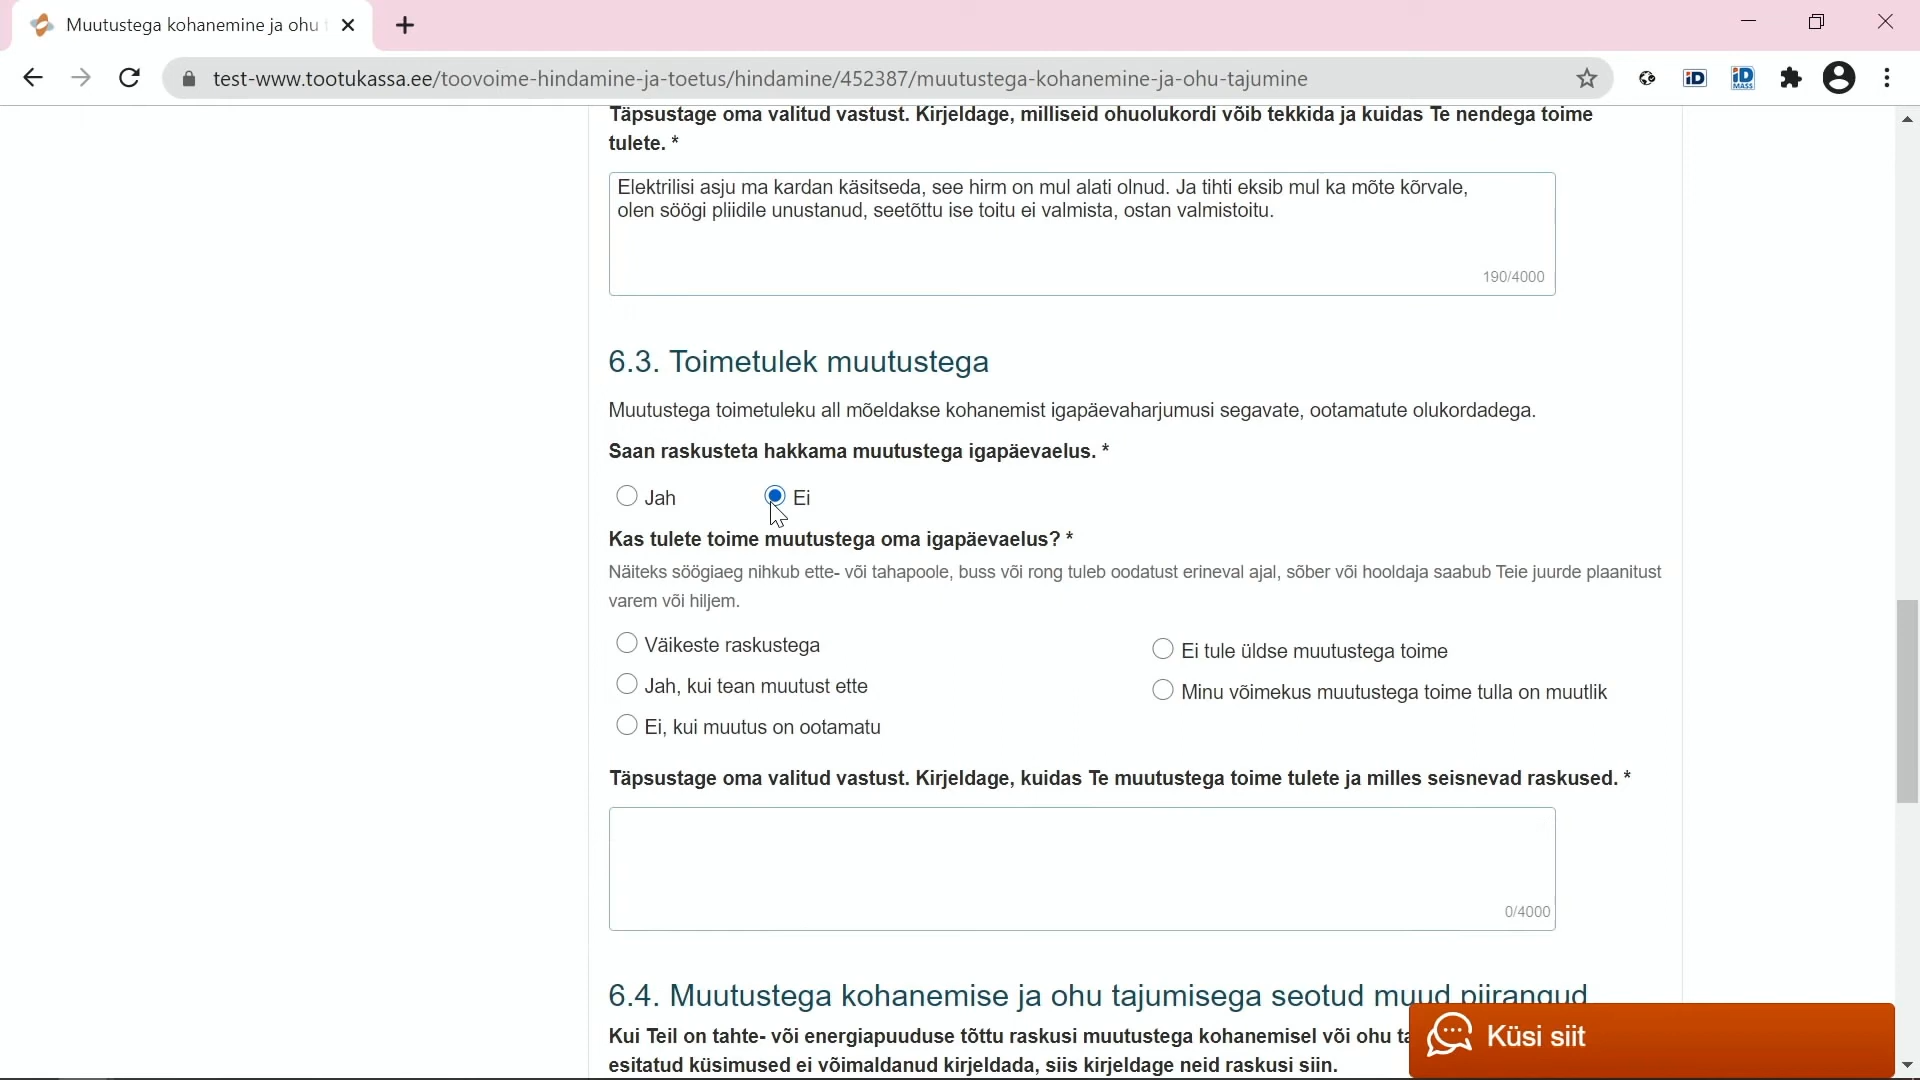 Muutustega kohanemine ja ohu
test-www.tootukassa.ee/toovoime-hindamine-ja-toetus/hindamine/452387/muutustega-kohanemine-ja-ohu-tajumine
iD
iD
MASS
Täpsustage oma valitud vastust. Kirjeldage, milliseid ohuolukordi võib tekkida ja kuidas Te nendega toime
tulete. *
Elektrilisi asju ma kardan käsitseda, see hirm on mul alati olnud. Ja tihti eksib mul ka mõte kõrvale,
olen söögi pliidile unustanud, seetõttu ise toitu ei valmista, ostan valmistoitu.
190/4000
6.3. Toimetulek muutustega
Muutustega toimetuleku all mõeldakse kohanemist igapäevaharjumusi segavate, ootamatute olukordadega.
Saan raskusteta hakkama muutustega igapäevaelus. *
Jah Ei
Kas tulete toime muutustega oma igapäevaelus? *
Näiteks söögiaeg nihkub ette- või tahapoole, buss või rong tuleb oodatust erineval ajal, sõber või hooldaja saabub Teie juurde plaanitust
varem või hiljem.
Väikeste raskustega
Jah, kui tean muutust ette
Ei, kui muutus on ootamatu
Ei tule üldse muutustega toime
Minu võimekus muutustega toime tulla on muutlik
Täpsustage oma valitud vastust. Kirjeldage, kuidas Te muutustega toime tulete ja milles seisnevad raskused. *
0/4000
6.4. Muutustega kohanemise ja ohu tajumisega seotud muud piirangud
Kui Teil on tahte- või energiapuuduse tõttu raskusi muutustega kohanemisel või ohu
esitatud küsimused ei võimaldanud kirjeldada, siis kirjeldage neid raskusi siin.
Küsi siit